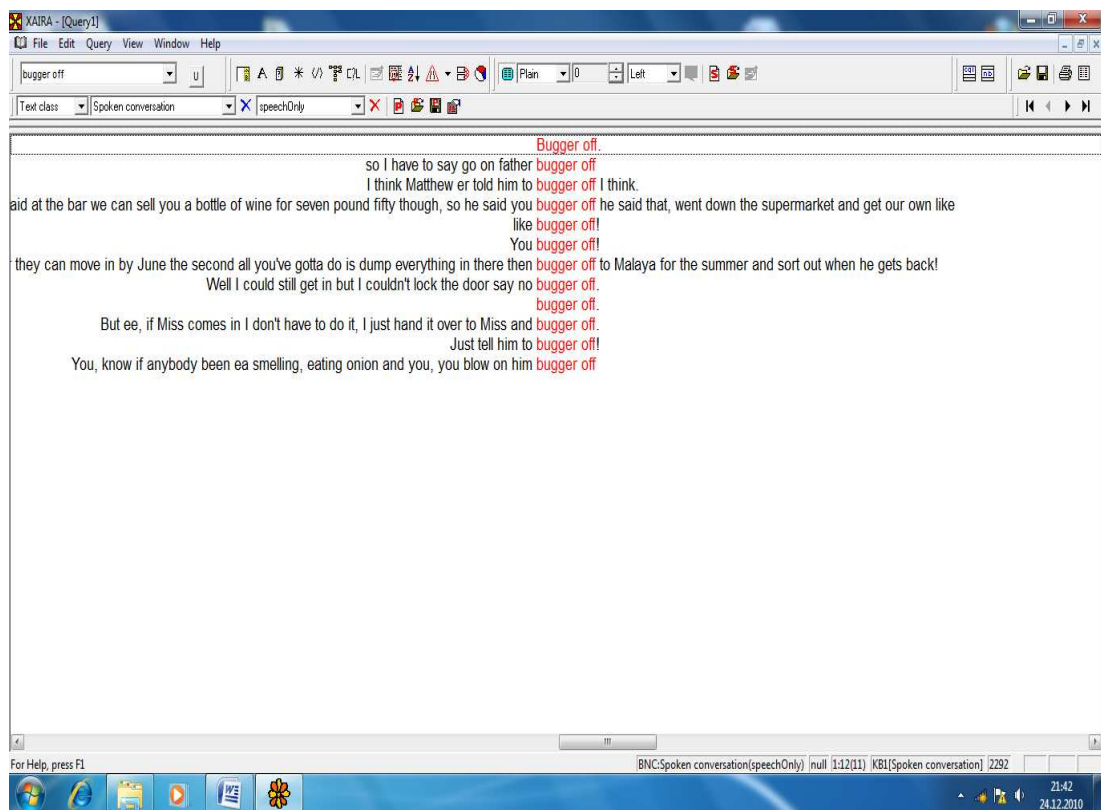 XAIRA - [Query1]
File Edit Query View Window Help
bugger off u A Plain 0 Left
Text class Spoken conversation speechOnly
Bugger off.
so I have to say go on father bugger off
I think Matthew er told him to bugger off I think.
aid at the bar we can sell you a bottle of wine for seven pound fifty though, so he said you bugger off he said that, went down the supermarket and get our own like
like bugger off!
You bugger off!
they can move in by June the second all you've gotta do is dump everything in there then bugger off to Malaya for the summer and sort out when he gets back!
Well I could still get in but I couldn't lock the door say no bugger off.
bugger off.
But ee, if Miss comes in I don't have to do it, I just hand it over to Miss and bugger off.
Just tell him to bugger off!
You, know if anybody been ea smelling, eating onion and you, you blow on him bugger off
For Help, press F1 BNC:Spoken conversation(speechOnly) null 1:12(11) KB1[Spoken conversation] 2292
21:42
24.12.2010